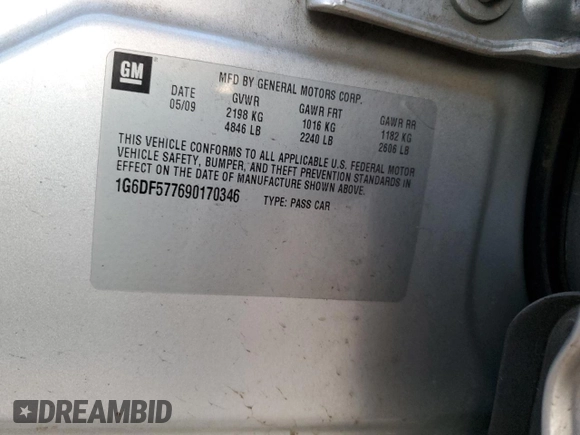 GM
MFD BY GENERAL MOTORS CORP.
DATE GVWR GAWR FRT GAWR RR
05/09 2198 KG 1016 KG 1182 KG
4846 LB 2240 LB 2606 LB
THIS VEHICLE CONFORMS TO ALL APPLICABLE U.S. FEDERAL MOTOR
VEHICLE SAFETY, BUMPER, AND THEFT PREVENTION STANDARDS IN
EFFECT ON THE DATE OF MANUFACTURE SHOWN ABOVE.
1G6DF577690170346 TYPE: PASS CAR
DREAMBID